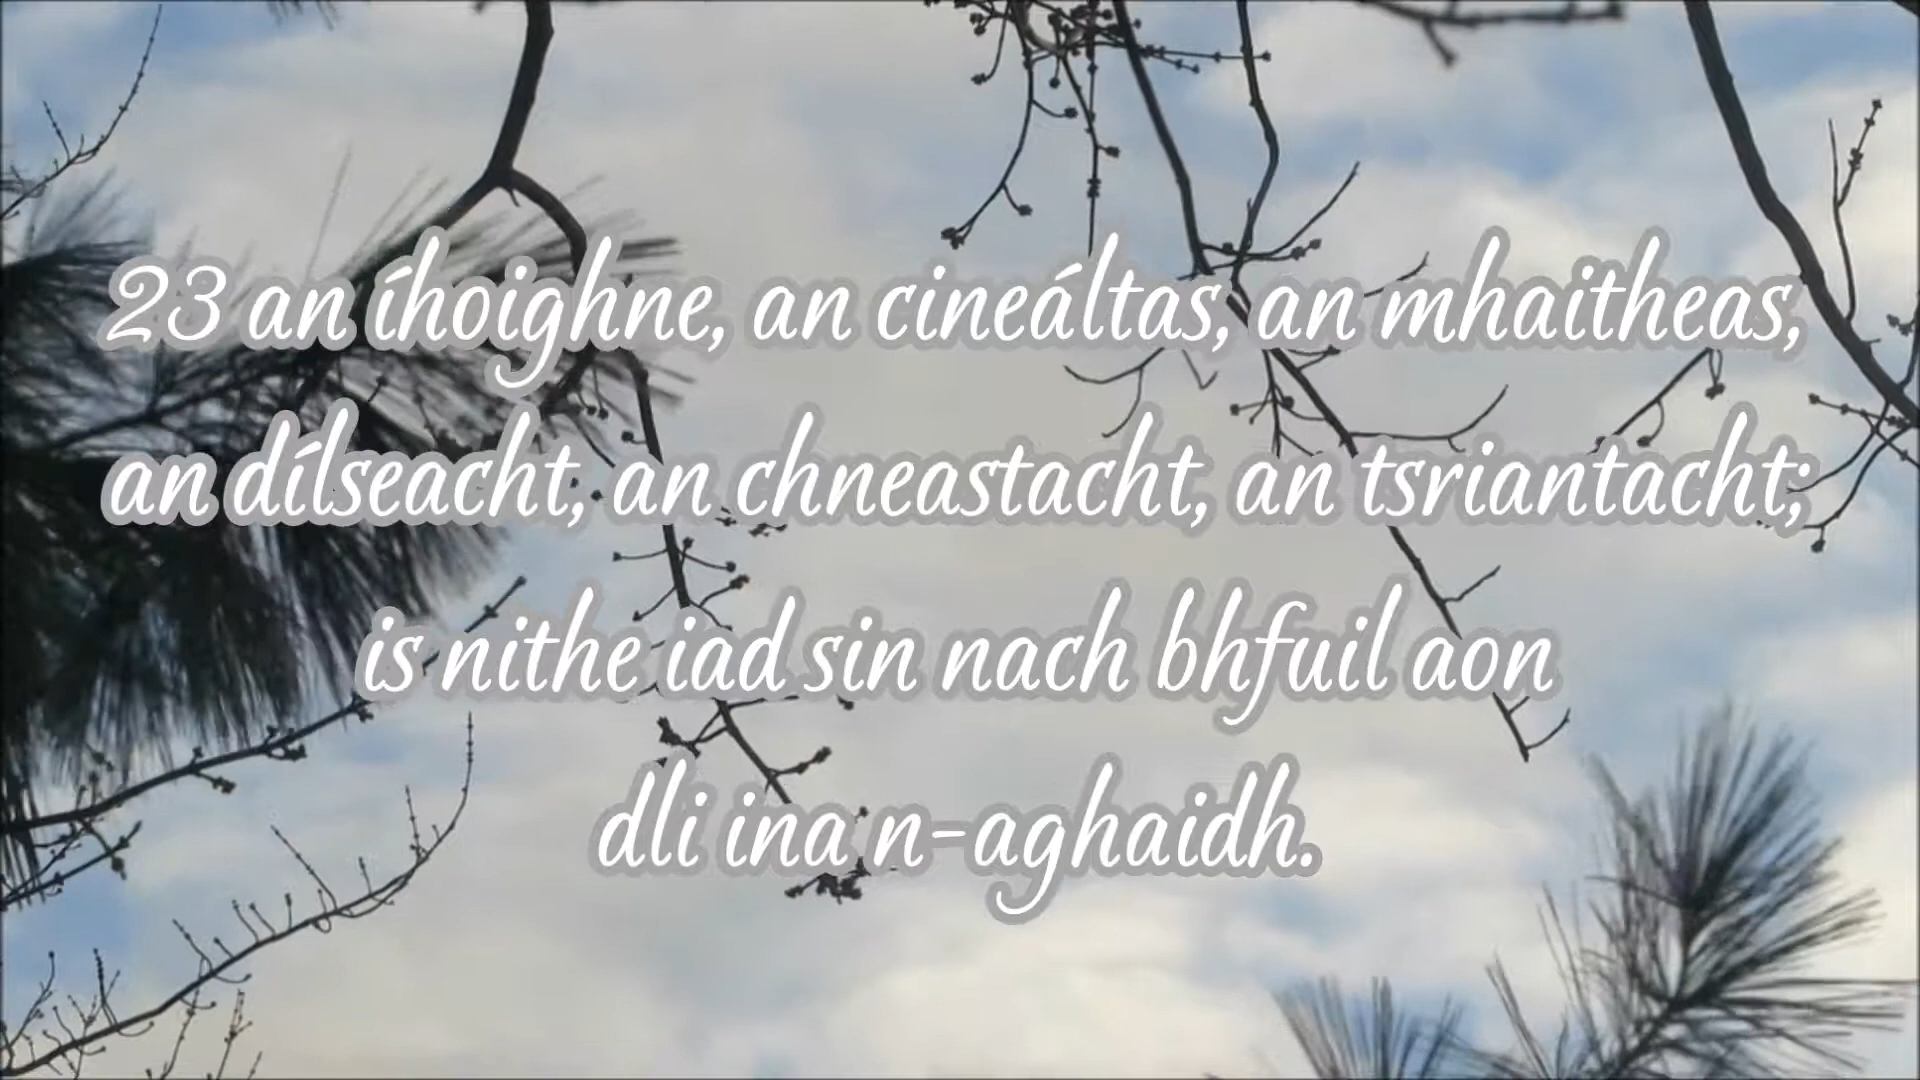 23 an íhoighne, an cineáltas, an mhaitheas,
an dílseacht, an chneastacht, an tsriantacht;
is nithe iad sin nach bhfuil aon
dli ina n-aghaidh.